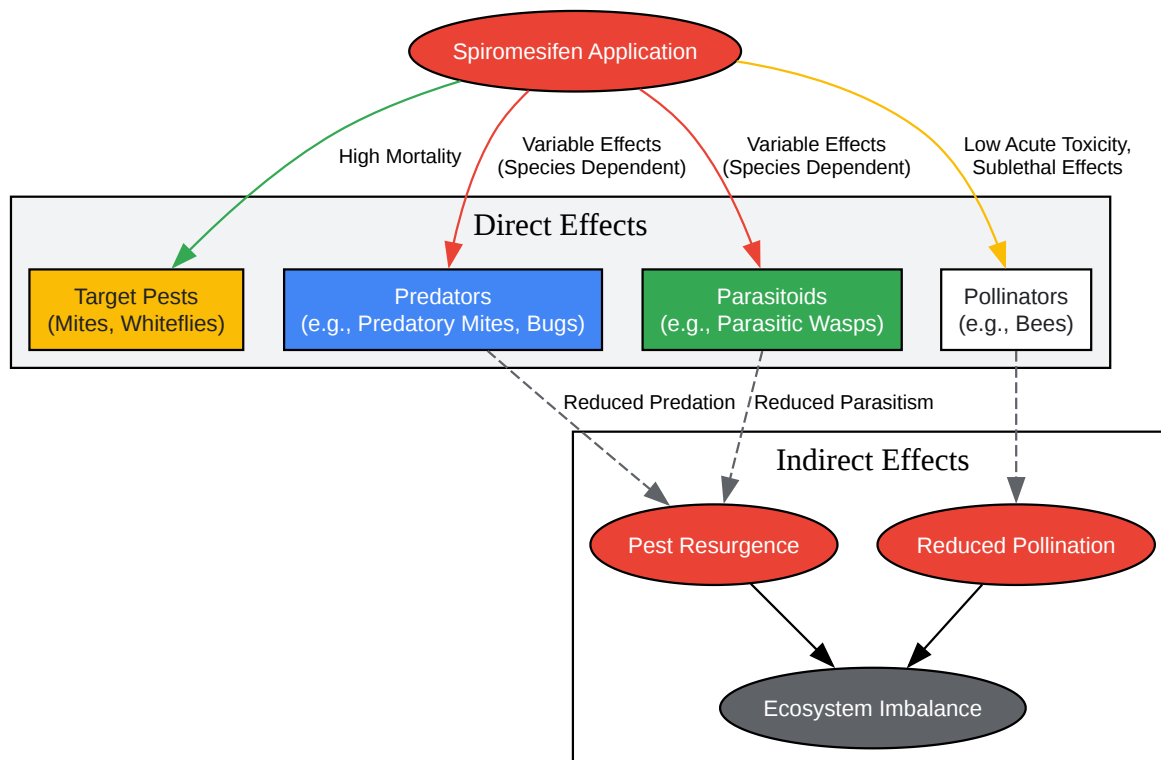 Spiromesifen Application
High Mortality
Variable Effects
(Species Dependent)
Variable Effects
(Species Dependent)
Low Acute Toxicity,
Sublethal Effects
Direct Effects
Target Pests
(Mites, Whiteflies)
Predators
(e.g., Predatory Mites, Bugs)
Parasitoids
(e.g., Parasitic Wasps)
Pollinators
(e.g., Bees)
Reduced Predation
Reduced Parasitism
Indirect Effects
Pest Resurgence
Reduced Pollination
Ecosystem Imbalance